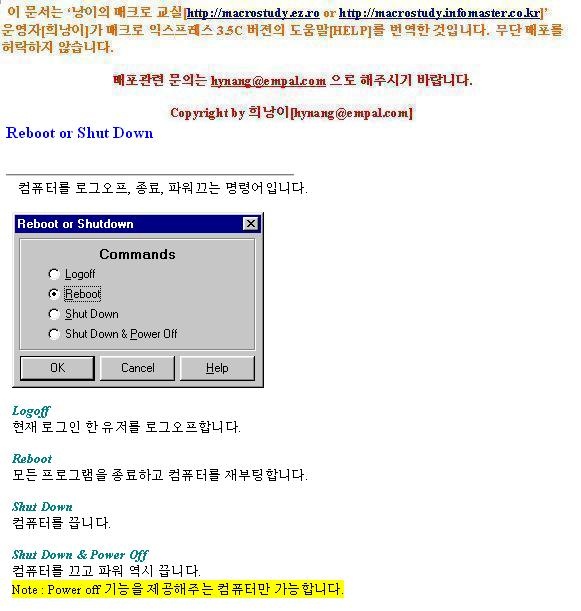 이 문서는 '낭이의 매크로 교실[http://macrostudy.ez.ro or http://macrostudy.infomaster.co.kr]'
운영자[희낭이]가 매크로 익스프레스 3.5C 버젼의 도움말[HELP]를 번역한 것입니다. 무단 배포를
허락하지 않습니다.
배포관련 문의는 hynang@empal.com 으로 해주시기 바랍니다.
Copyright by 희낭이[hynang@empal.com]
Reboot or Shut Down
컴퓨터를 로그오프, 종료, 파워끄는 명령어입니다.
Reboot or Shutdown
Commands
Logoff
Reboot
Shut Down
Shut Down & Power Off
OK Cancel Help
Logoff
현재 로그인 한 유저를 로그오프합니다.
Reboot
모든 프로그램을 종료하고 컴퓨터를 재부팅합니다.
Shut Down
컴퓨터를 끕니다.
Shut Down & Power Off
컴퓨터를 끄고 파워 역시 끕니다.
Note : Power off 기능을 제공해주는 컴퓨터만 가능합니다.